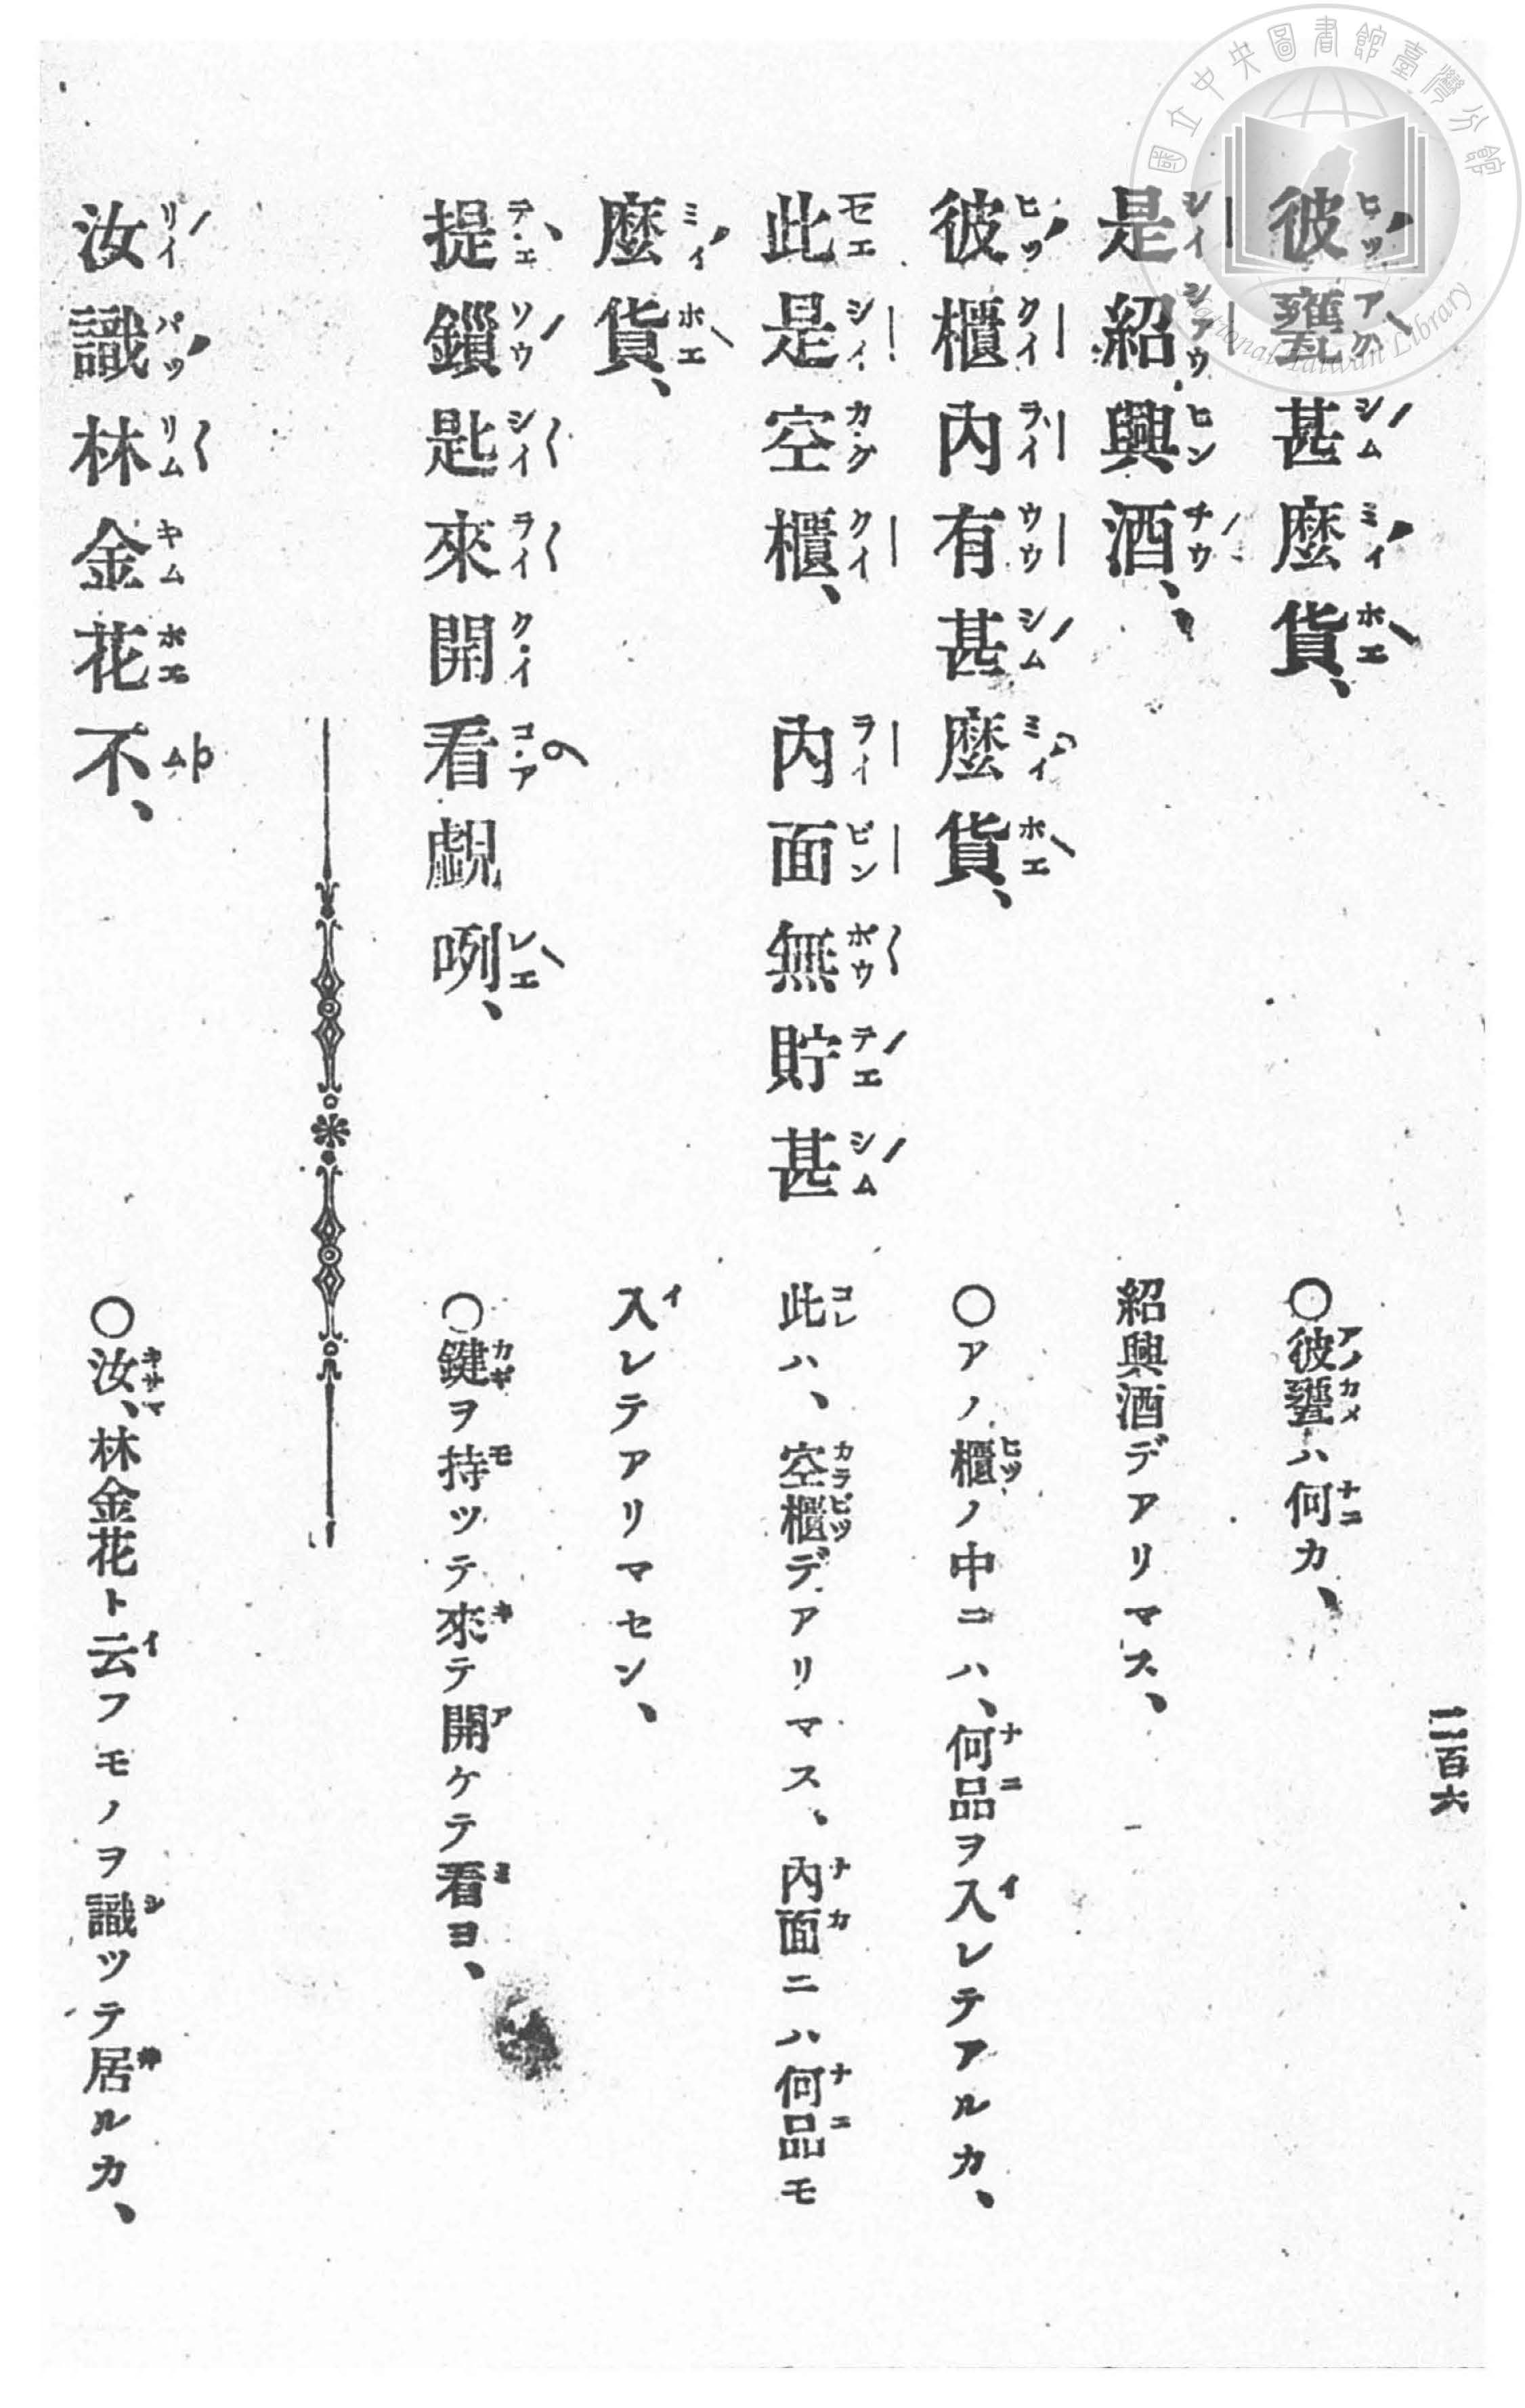 二百六
彼甕甚麼貨、
○彼甕ハ何カ、
是紹興酒、
紹興酒デアリマス、
彼櫃內有甚麼貨、
○アノ櫃ノ中ニハ、何品ヲ入レテアルカ、
此是空櫃、內面無貯甚
此ハ、空櫃デアリマス、內面ニハ何品モ
麼貨、
入レテアリマセン、
提鎖匙來開看覷咧、
○鍵ヲ持ツテ來テ開ケテ看ヨ、
汝識林金花不、
○汝、林金花ト云フモノヲ識ツテ居ルカ、
國立中央圖書館臺灣分館
National Taiwan Library